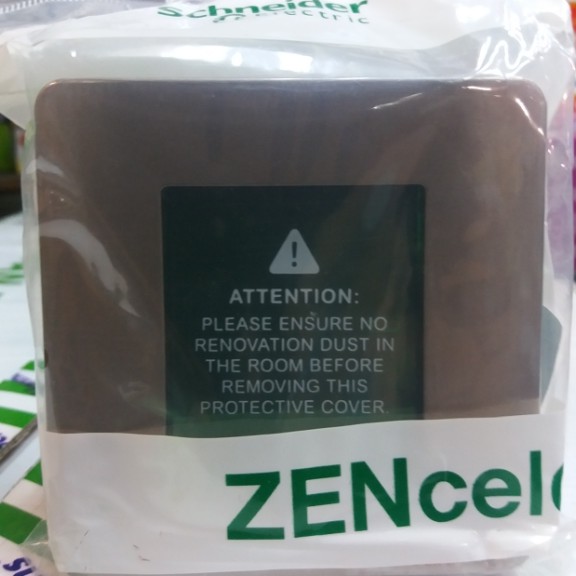 Schneider
Electric
ATTENTION:
PLEASE ENSURE NO
RENOVATION DUST IN
THE ROOM BEFORE
REMOVING THIS
PROTECTIVE COVER.
ZENcelo